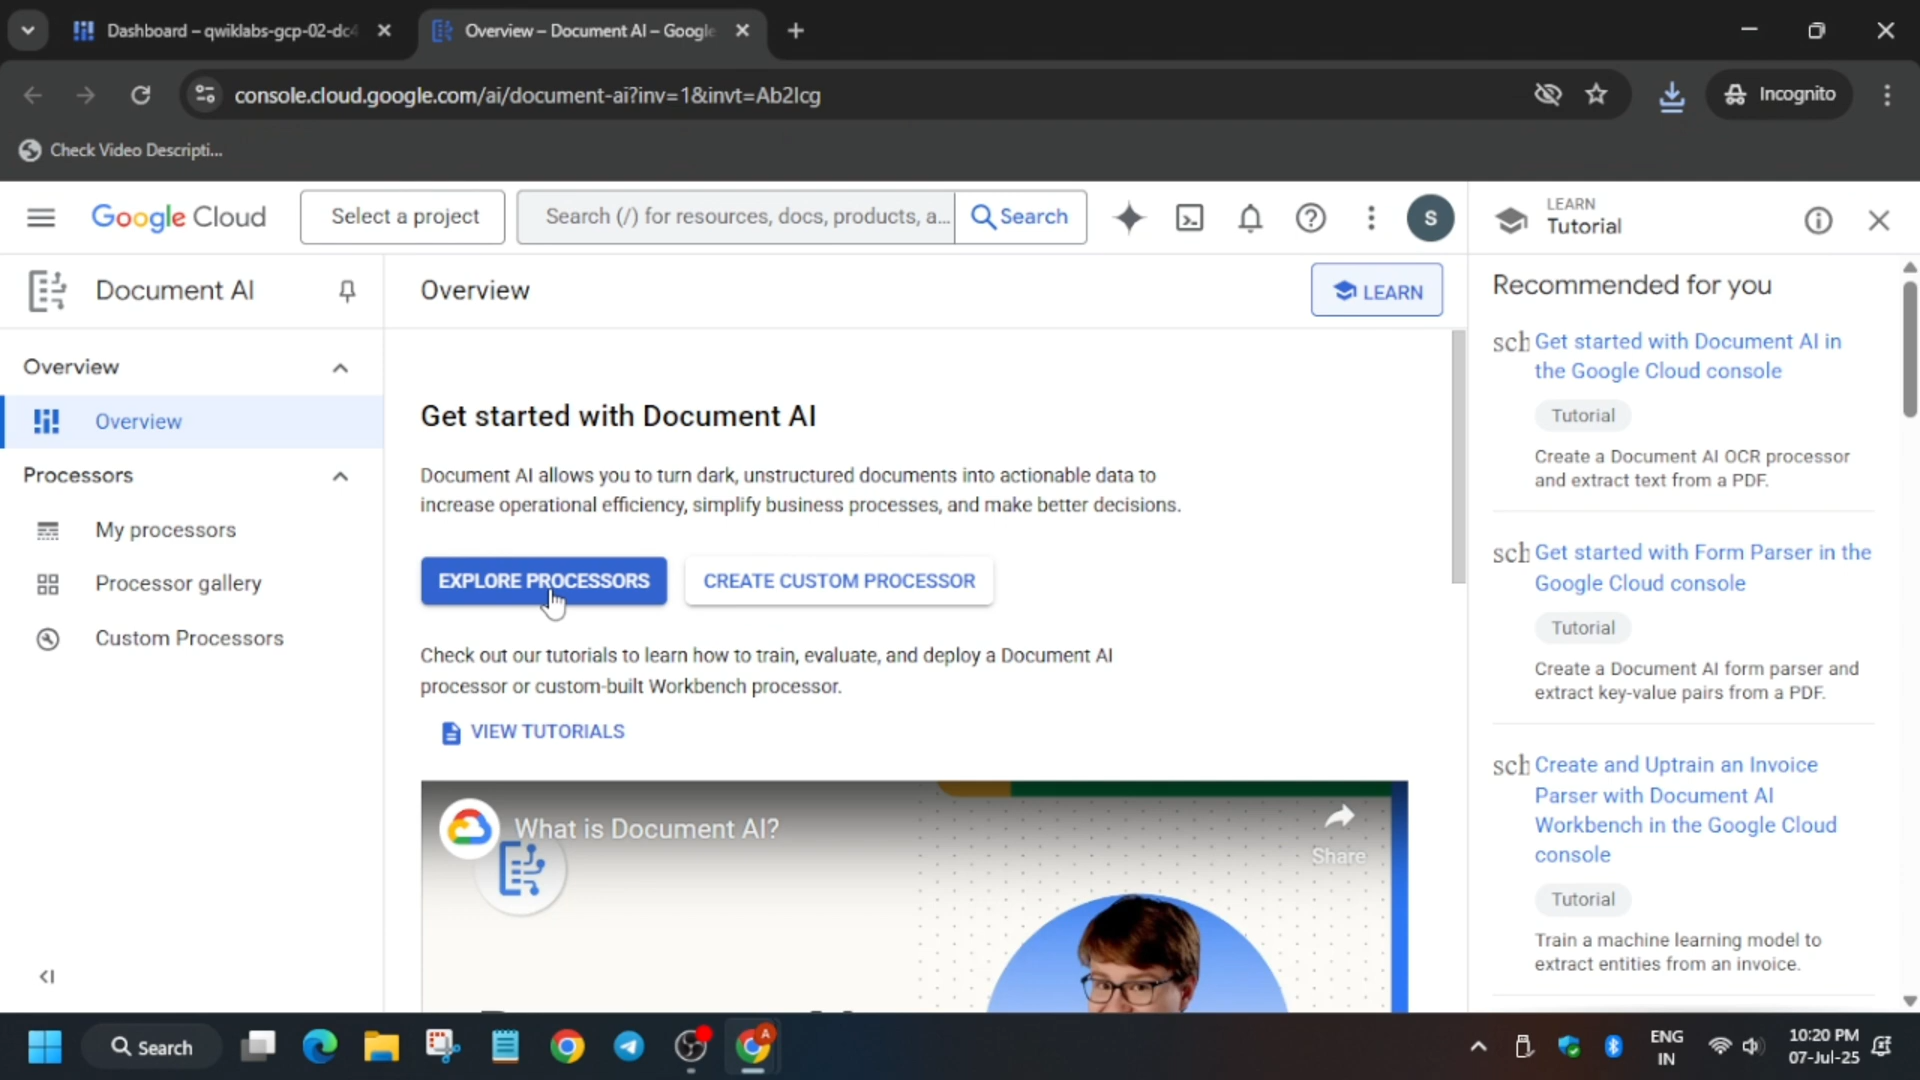 Dashboard – qwiklabs-gcp-02-dc4
Overview – Document AI – Google
console.cloud.google.com/ai/document-ai?inv=1&invt=Ab2lcg
Incognito
Check Video Descripti...
Google Cloud
Select a project
Search (/) for resources, docs, products, a...
Search
S
LEARN
Tutorial
Document AI
Overview
LEARN
Recommended for you
Overview
Overview
Processors
My processors
Processor gallery
Custom Processors
Get started with Document AI
Document AI allows you to turn dark, unstructured documents into actionable data to
increase operational efficiency, simplify business processes, and make better decisions.
EXPLORE PROCESSORS
CREATE CUSTOM PROCESSOR
Check out our tutorials to learn how to train, evaluate, and deploy a Document AI
processor or custom-built Workbench processor.
VIEW TUTORIALS
What is Document AI?
Share
sch Get started with Document AI in
the Google Cloud console
Tutorial
Create a Document AI OCR processor
and extract text from a PDF.
sch Get started with Form Parser in the
Google Cloud console
Tutorial
Create a Document AI form parser and
extract key-value pairs from a PDF.
sch Create and Uptrain an Invoice
Parser with Document AI
Workbench in the Google Cloud
console
Tutorial
Train a machine learning model to
extract entities from an invoice.
Search
A
ENG
IN
10:20 PM
07-Jul-25